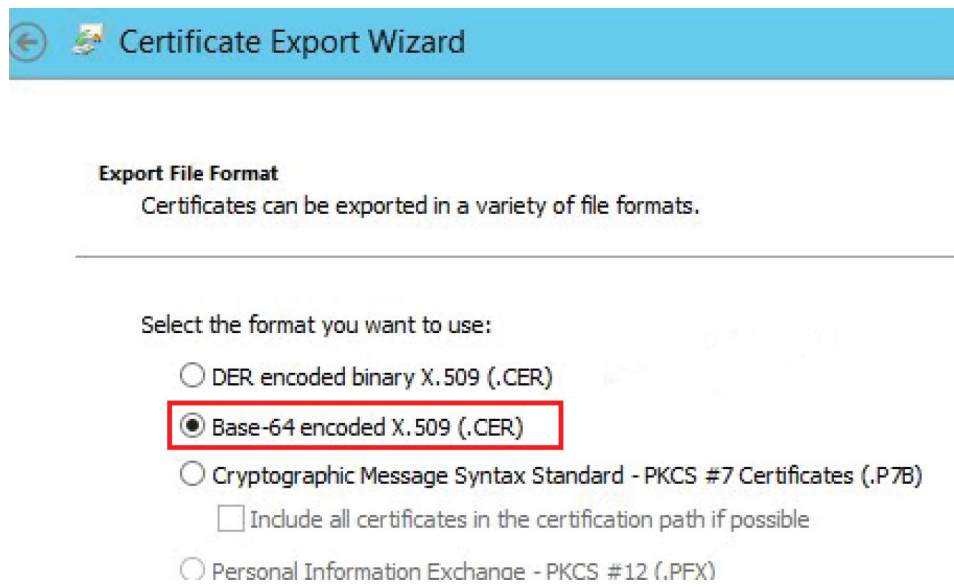 Certificate Export Wizard
Export File Format
Certificates can be exported in a variety of file formats.
Select the format you want to use:
DER encoded binary X.509 (.CER)
Base-64 encoded X.509 (.CER)
Cryptographic Message Syntax Standard - PKCS #7 Certificates (.P7B)
Include all certificates in the certification path if possible
Personal Information Exchange - PKCS #12 (.PFX)